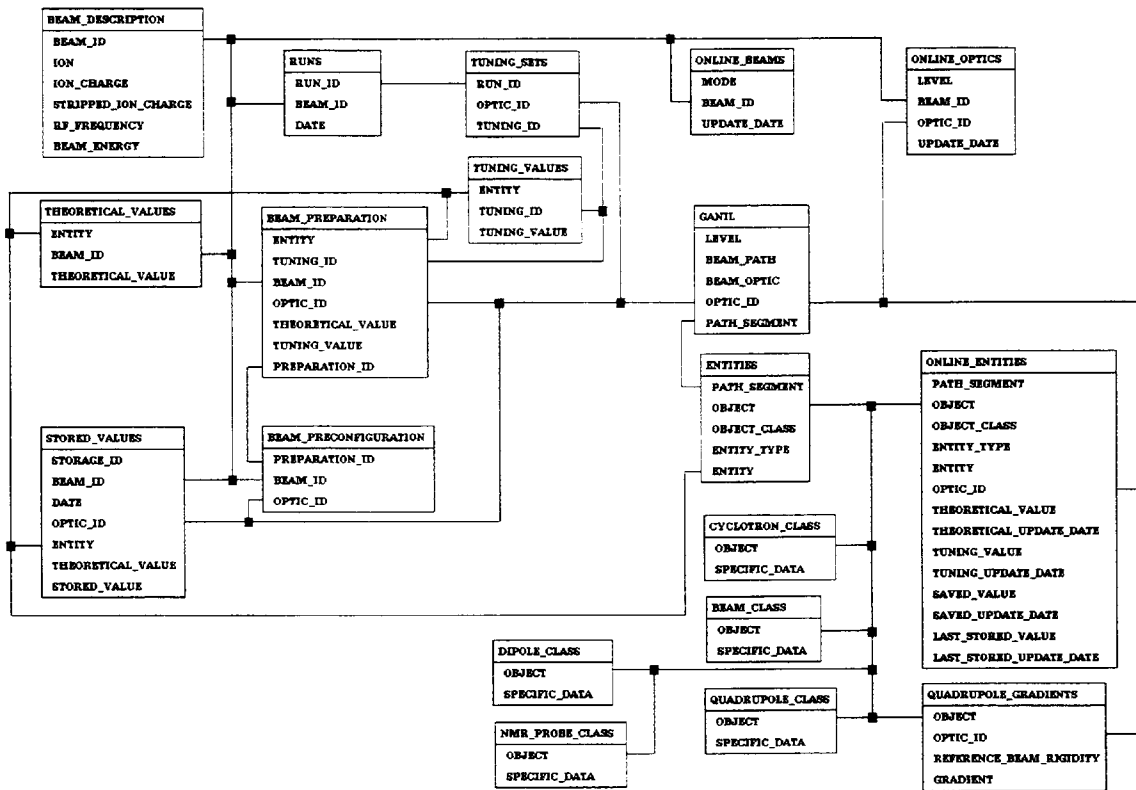 BEAM_DESCRIPTION
BEAM_ID
ION
ION_CHARGE
STRIPPED_ION_CHARGE
RF_FREQUENCY
BEAM_ENERGY
RUNS
RUN_ID
BEAM_ID
DATE
TUNING_SETS
RUN_ID
OPTIC_ID
TUNING_ID
ONLINE_BEAMS
MODE
BEAM_ID
UPDATE_DATE
ONLINE_OPTICS
LEVEL
BEAM_ID
OPTIC_ID
UPDATE_DATE
TUNING_VALUES
ENTITY
TUNING_ID
TUNING_VALUE
THEORETICAL_VALUES
ENTITY
BEAM_ID
THEORETICAL_VALUE
BEAM_PREPARATION
ENTITY
TUNING_ID
BEAM_ID
OPTIC_ID
THEORETICAL_VALUE
TUNING_VALUE
PREPARATION_ID
GANIL
LEVEL
BEAM_PATH
BEAM_OPTIC
OPTIC_ID
PATH_SEGMENT
ENTITIES
PATH_SEGMENT
OBJECT
OBJECT_CLASS
ENTITY_TYPE
ENTITY
ONLINE_ENTITIES
PATH_SEGMENT
OBJECT
OBJECT_CLASS
ENTITY_TYPE
ENTITY
OPTIC_ID
THEORETICAL_VALUE
THEORETICAL_UPDATE_DATE
TUNING_VALUE
TUNING_UPDATE_DATE
SAVED_VALUE
SAVED_UPDATE_DATE
LAST_STORED_VALUE
LAST_STORED_UPDATE_DATE
STORED_VALUES
STORAGE_ID
BEAM_ID
DATE
OPTIC_ID
ENTITY
THEORETICAL_VALUE
STORED_VALUE
BEAM_PRECONFIGURATION
PREPARATION_ID
BEAM_ID
OPTIC_ID
CYCLOTRON_CLASS
OBJECT
SPECIFIC_DATA
BEAM_CLASS
OBJECT
SPECIFIC_DATA
DIPOLE_CLASS
OBJECT
SPECIFIC_DATA
QUADRUPOLE_CLASS
OBJECT
SPECIFIC_DATA
QUADRUPOLE_GRADIENTS
OBJECT
OPTIC_ID
REFERENCE_BEAM_RIGIDITY
GRADIENT
NMR_PROBE_CLASS
OBJECT
SPECIFIC_DATA